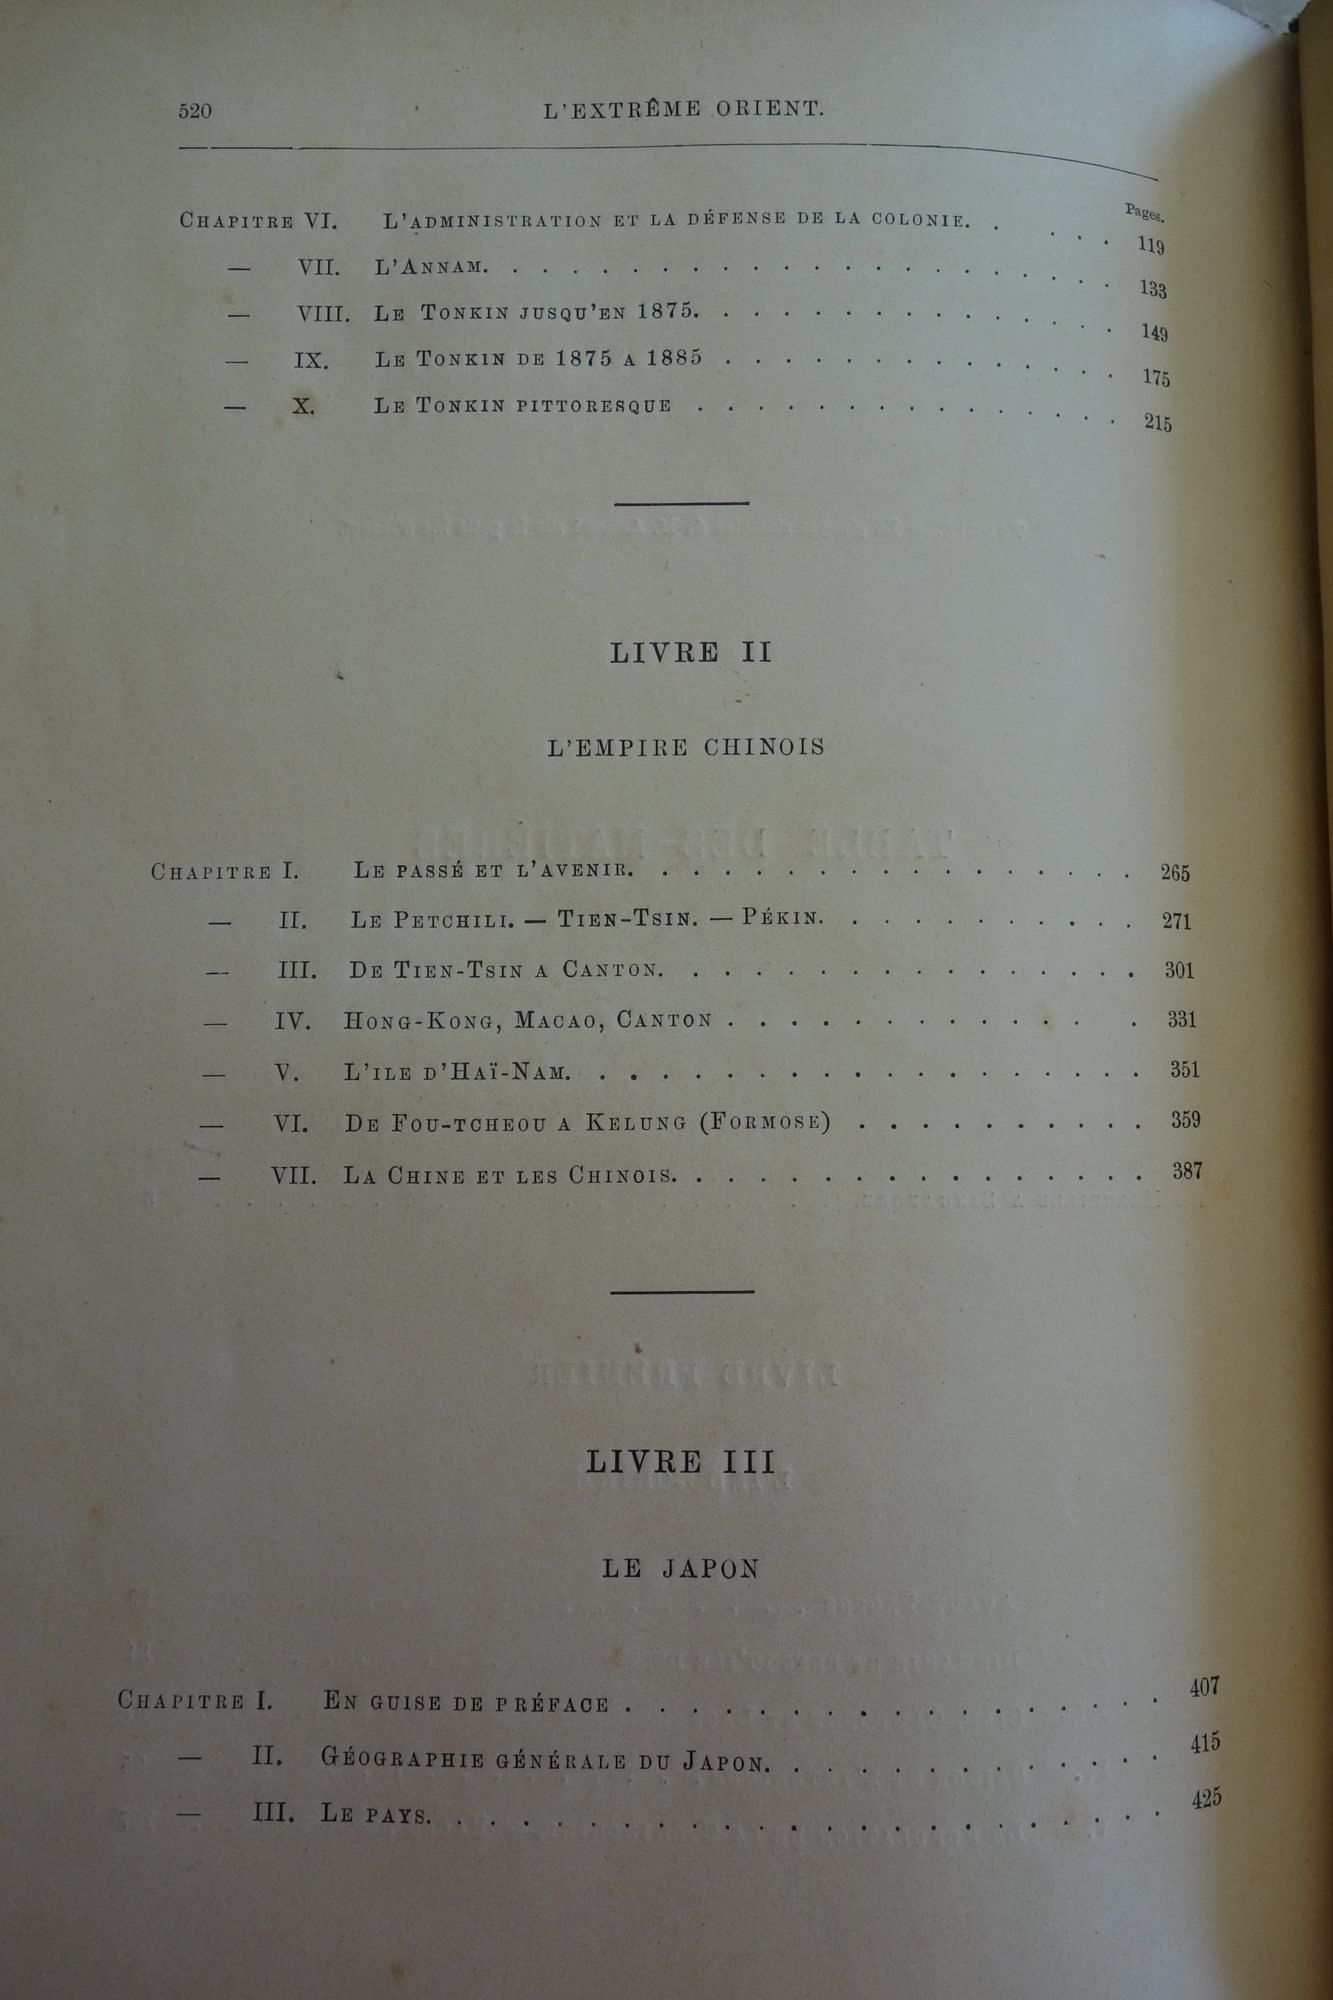 520 L'EXTRÊME ORIENT.
Pages.
CHAPITRE VI. L'ADMINISTRATION ET LA DÉFENSE DE LA COLONIE. . . . . 119
— VII. L'ANNAM. . . . . . . . . . . . . . . . . . . . . . 133
— VIII. LE TONKIN JUSQU'EN 1875. . . . . . . . . . . . . . . 149
— IX. LE TONKIN DE 1875 A 1885 . . . . . . . . . . . . . . 175
— X. LE TONKIN PITTORESQUE . . . . . . . . . . . . . . . 215
LIVRE II
L'EMPIRE CHINOIS
CHAPITRE I. LE PASSÉ ET L'AVENIR. . . . . . . . . . . . . . . . . 265
— II. LE PETCHILI. — TIEN-TSIN. — PÉKIN. . . . . . . . . . . 271
— III. DE TIEN-TSIN A CANTON. . . . . . . . . . . . . . . . 301
— IV. HONG-KONG, MACAO, CANTON . . . . . . . . . . . . . 331
— V. L'ILE D'HAÏ-NAM. . . . . . . . . . . . . . . . . . . 351
— VI. DE FOU-TCHEOU A KELUNG (FORMOSE) . . . . . . . . . . 359
— VII. LA CHINE ET LES CHINOIS. . . . . . . . . . . . . . . . 387
LIVRE III
LE JAPON
CHAPITRE I. EN GUISE DE PRÉFACE . . . . . . . . . . . . . . . . . 407
— II. GÉOGRAPHIE GÉNÉRALE DU JAPON. . . . . . . . . . . . . 415
— III. LE PAYS. . . . . . . . . . . . . . . . . . . . . . 425